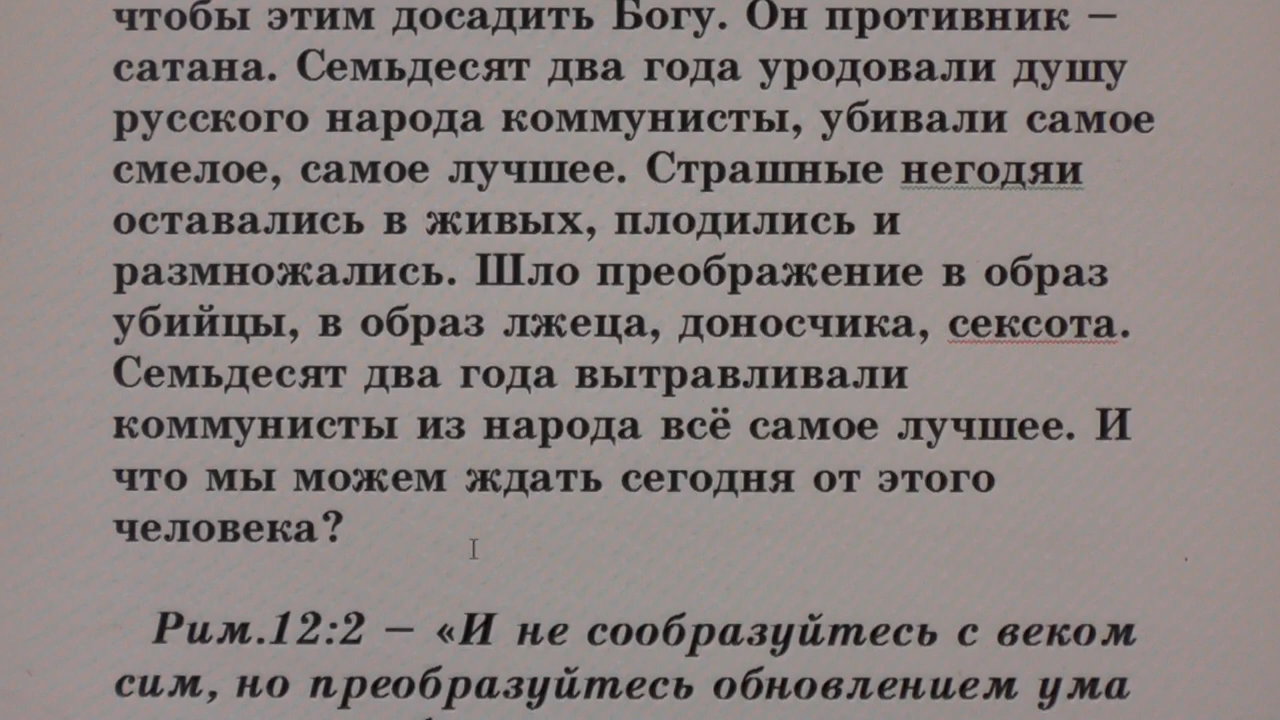 чтобы этим досадить Богу. Он противник –
сатана. Семьдесят два года уродовали душу
русского народа коммунисты, убивали самое
смелое, самое лучшее. Страшные негодяи
оставались в живых, плодились и
размножались. Шло преображение в образ
убийцы, в образ лжеца, доносчика, сексота.
Семьдесят два года вытравливали
коммунисты из народа всё самое лучшее. И
что мы можем ждать сегодня от этого
человека?
Рим.12:2 – «И не сообразуйтесь с веком
сим, но преобразуйтесь обновлением ума